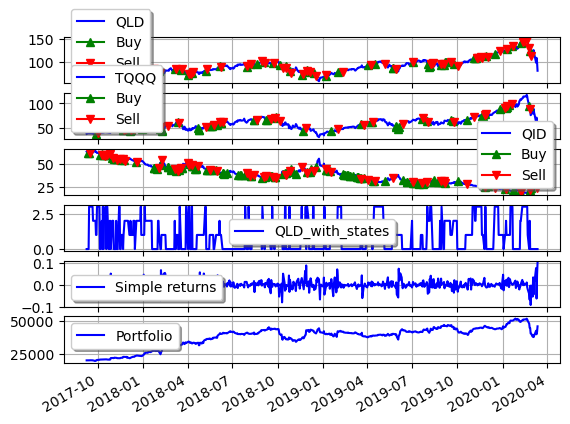 QLD
Buy
Sell
150
100
TQQQ
Buy
Sell
100
50
QID
Buy
Sell
50
25
QLD_with_states
2.5
0.0
Simple returns
0.1
0.0
−0.1
Portfolio
50000
25000
2017-10
2018-01
2018-04
2018-07
2018-10
2019-01
2019-04
2019-07
2019-10
2020-01
2020-04